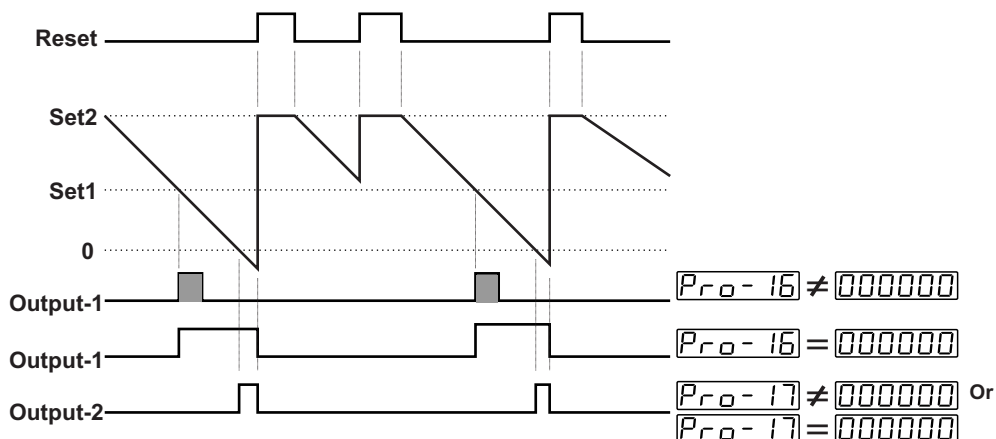 Reset
Set2
Set1
0
Output-1 Pro-16 ≠ 000000
Output-1 Pro-16 = 000000
Output-2 Pro-17 ≠ 000000 Or
Pro-17 = 000000